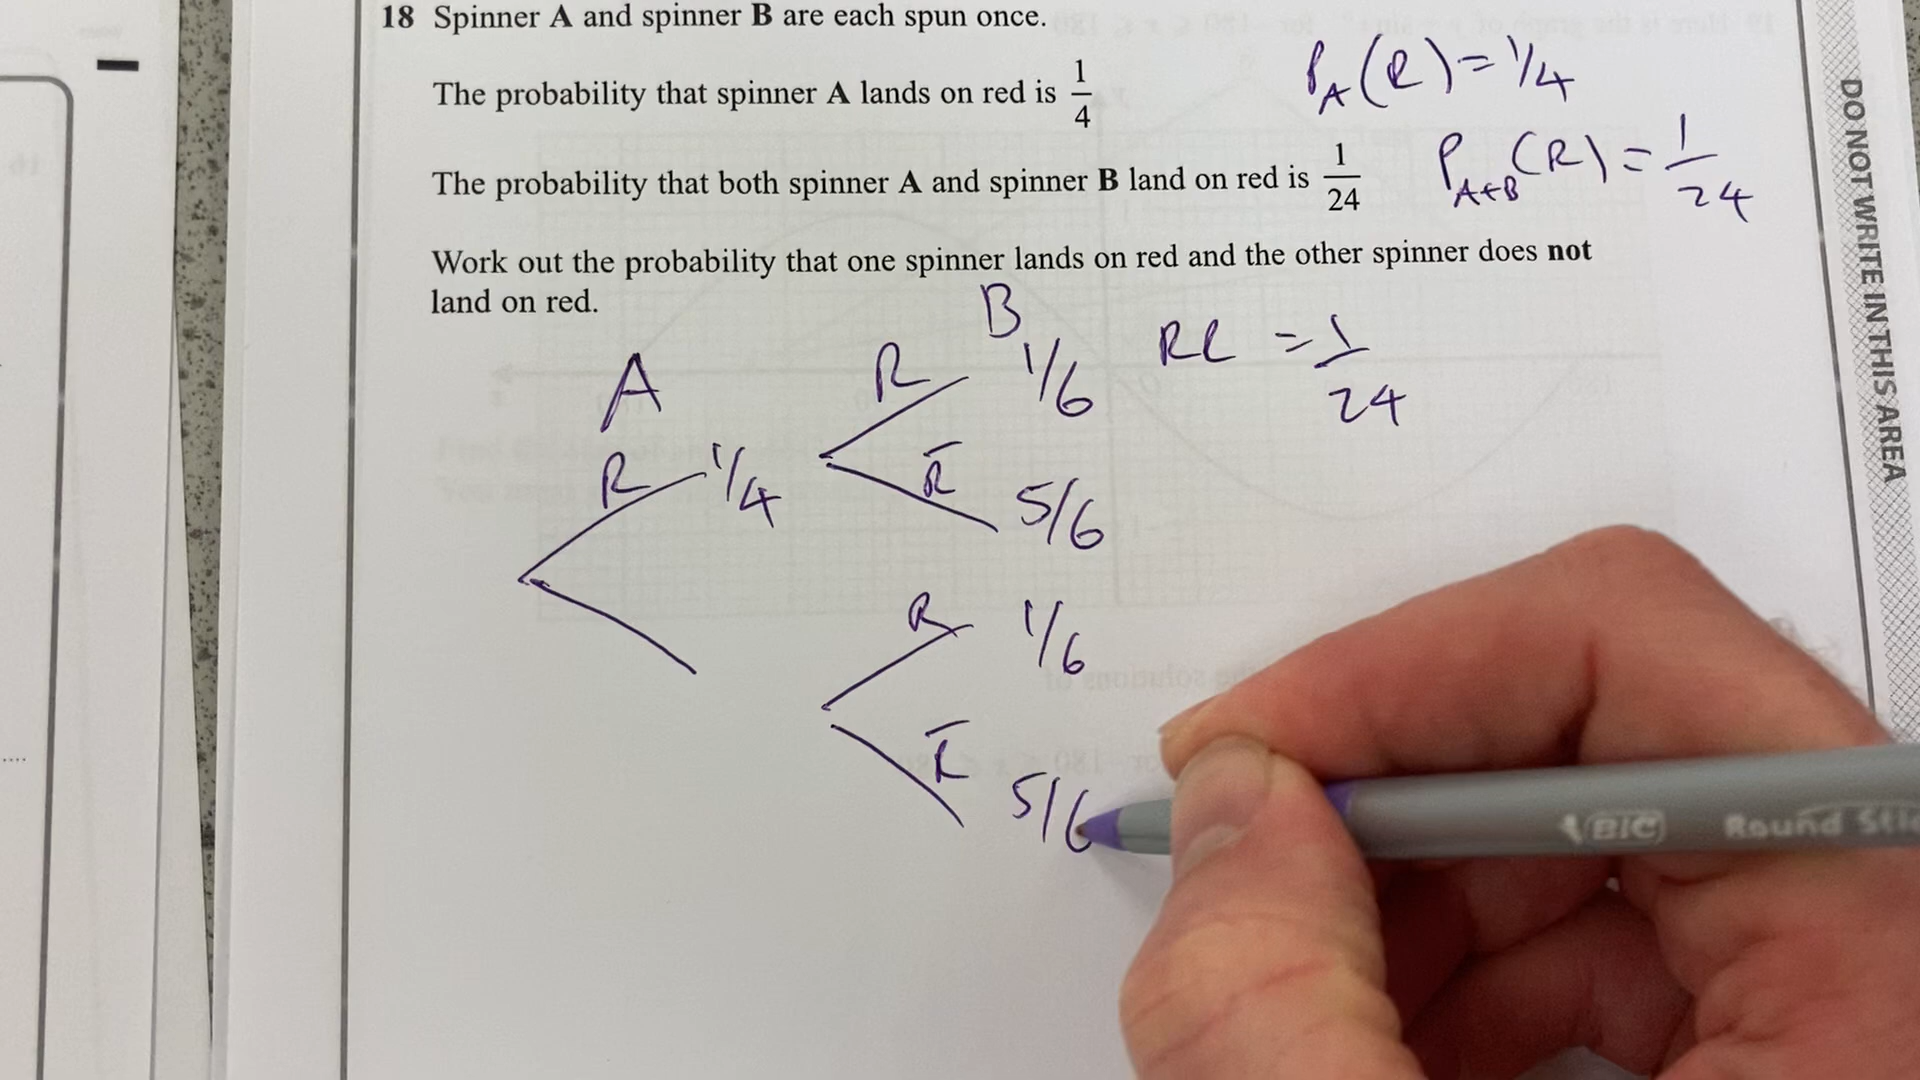 18 Spinner A and spinner B are each spun once.
The probability that spinner A lands on red is 1/4
P_A(R) = 1/4
The probability that both spinner A and spinner B land on red is 1/24
P_A+B(R) = 1/24
Work out the probability that one spinner lands on red and the other spinner does not
land on red.
A
B
R 1/4
R 1/6
RR = 1/24
R̅ 5/6
R 1/6
R̅ 5/6
DO NOT WRITE IN THIS AREA
BIC Round Stic